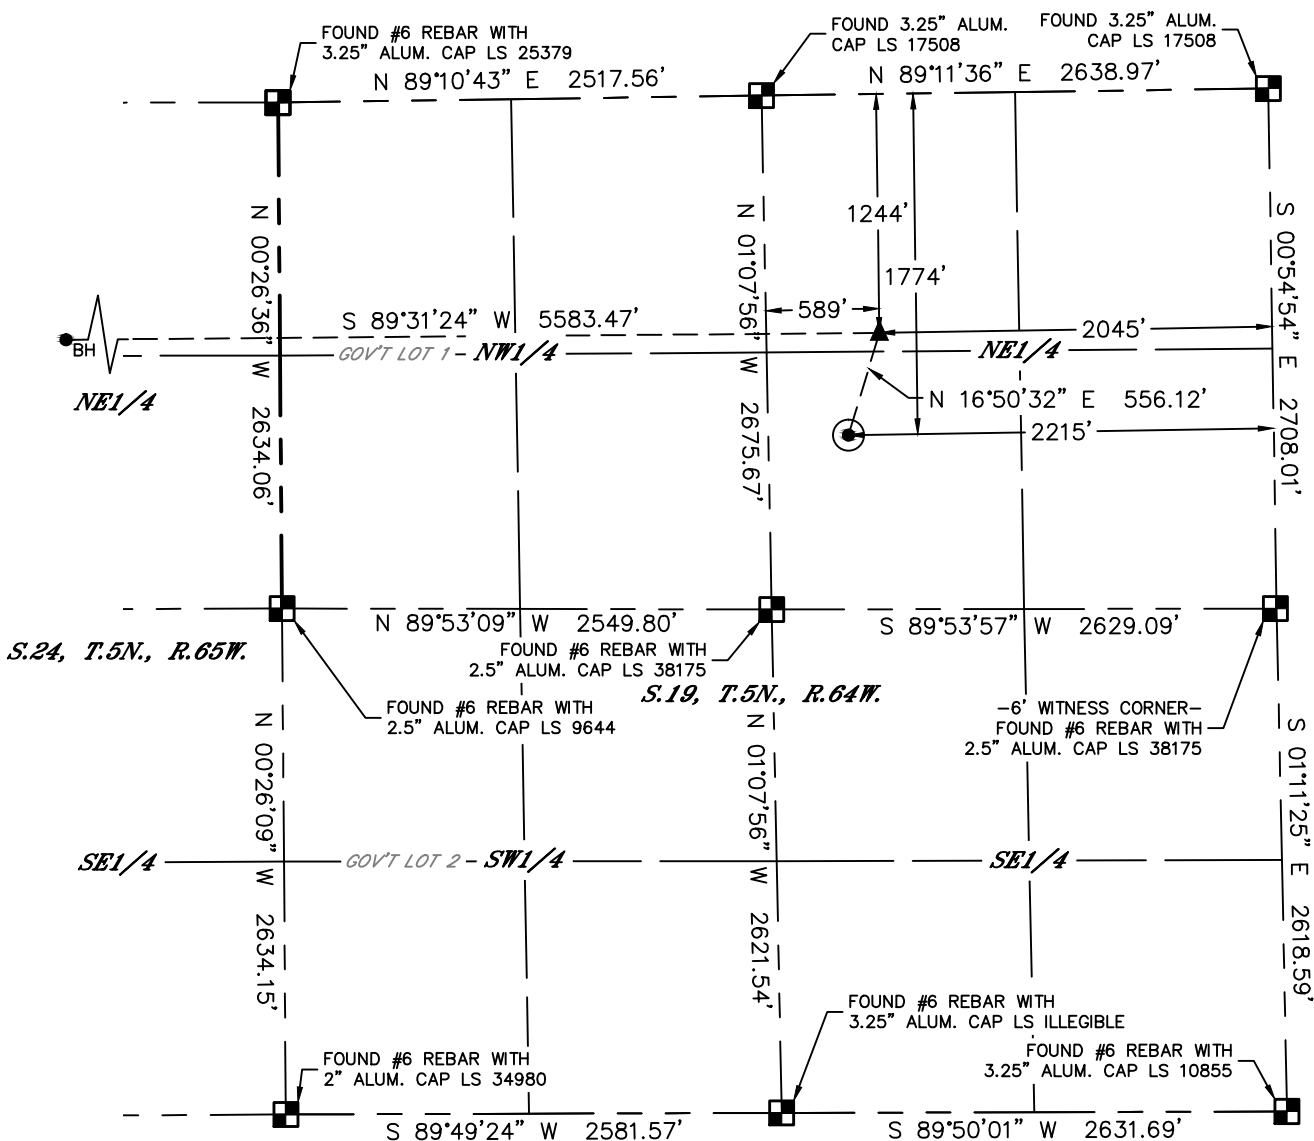 FOUND #6 REBAR WITH
3.25" ALUM. CAP LS 25379
FOUND 3.25" ALUM.
CAP LS 17508
FOUND 3.25" ALUM.
CAP LS 17508
N 89°10'43" E 2517.56'
N 89°11'36" E 2638.97'
N 00°26'36" W 2634.06'
N 01°07'56" W 2675.67'
S 00°54'54" E 2708.01'
1244'
1774'
589'
2045'
S 89°31'24" W 5583.47'
BH
GOV'T LOT 1
NW1/4
NE1/4
NE1/4
N 16°50'32" E 556.12'
2215'
N 89°53'09" W 2549.80'
S 89°53'57" W 2629.09'
S.24, T.5N., R.65W.
FOUND #6 REBAR WITH
2.5" ALUM. CAP LS 38175
S.19, T.5N., R.64W.
FOUND #6 REBAR WITH
2.5" ALUM. CAP LS 9644
-6' WITNESS CORNER-
FOUND #6 REBAR WITH
2.5" ALUM. CAP LS 38175
N 00°26'09" W 2634.15'
N 01°07'56" W 2621.54'
S 01°11'25" E 2618.59'
SE1/4
GOV'T LOT 2
SW1/4
SE1/4
FOUND #6 REBAR WITH
3.25" ALUM. CAP LS ILLEGIBLE
FOUND #6 REBAR WITH
2" ALUM. CAP LS 34980
FOUND #6 REBAR WITH
3.25" ALUM. CAP LS 10855
S 89°49'24" W 2581.57'
S 89°50'01" W 2631.69'